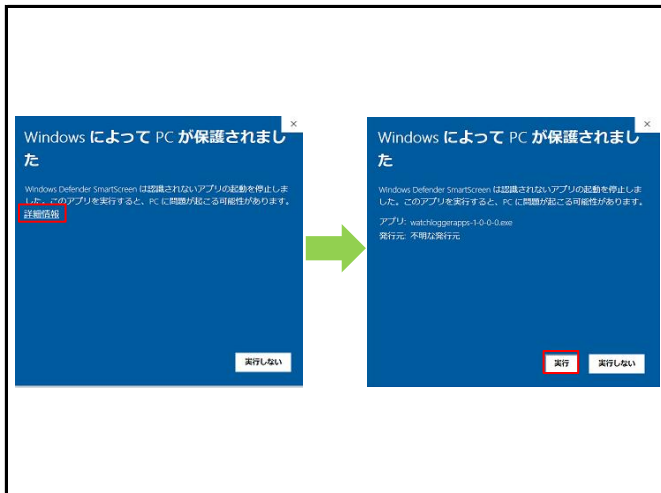 ×
Windows によって PC が保護されまし
た
Windows Defender SmartScreen は認識されないアプリの起動を停止しま
した。このアプリを実行すると、PC に問題が起こる可能性があります。
詳細情報
実行しない
×
Windows によって PC が保護されまし
た
Windows Defender SmartScreen は認識されないアプリの起動を停止しま
した。このアプリを実行すると、PC に問題が起こる可能性があります。
アプリ: watchloggerapps-1-0-0-0.exe
発行元: 不明な発行元
実行 実行しない